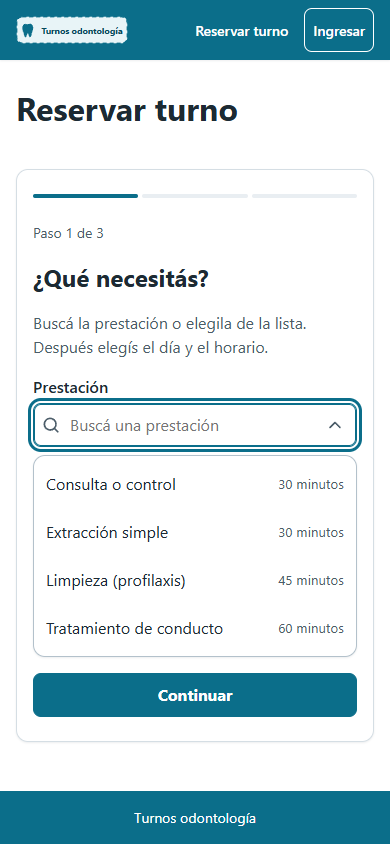 Turnos odontología
Reservar turno
Ingresar
Reservar turno
Paso 1 de 3
¿Qué necesitás?
Buscá la prestación o elegila de la lista.
Después elegís el día y el horario.
Prestación
Buscá una prestación
Consulta o control 30 minutos
Extracción simple 30 minutos
Limpieza (profilaxis) 45 minutos
Tratamiento de conducto 60 minutos
Continuar
Turnos odontología